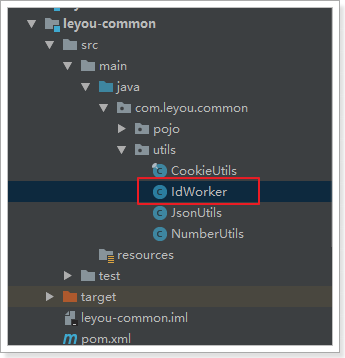 leyou-common
src
main
java
com.leyou.common
pojo
utils
CookieUtils
IdWorker
JsonUtils
NumberUtils
resources
test
target
leyou-common.iml
pom.xml